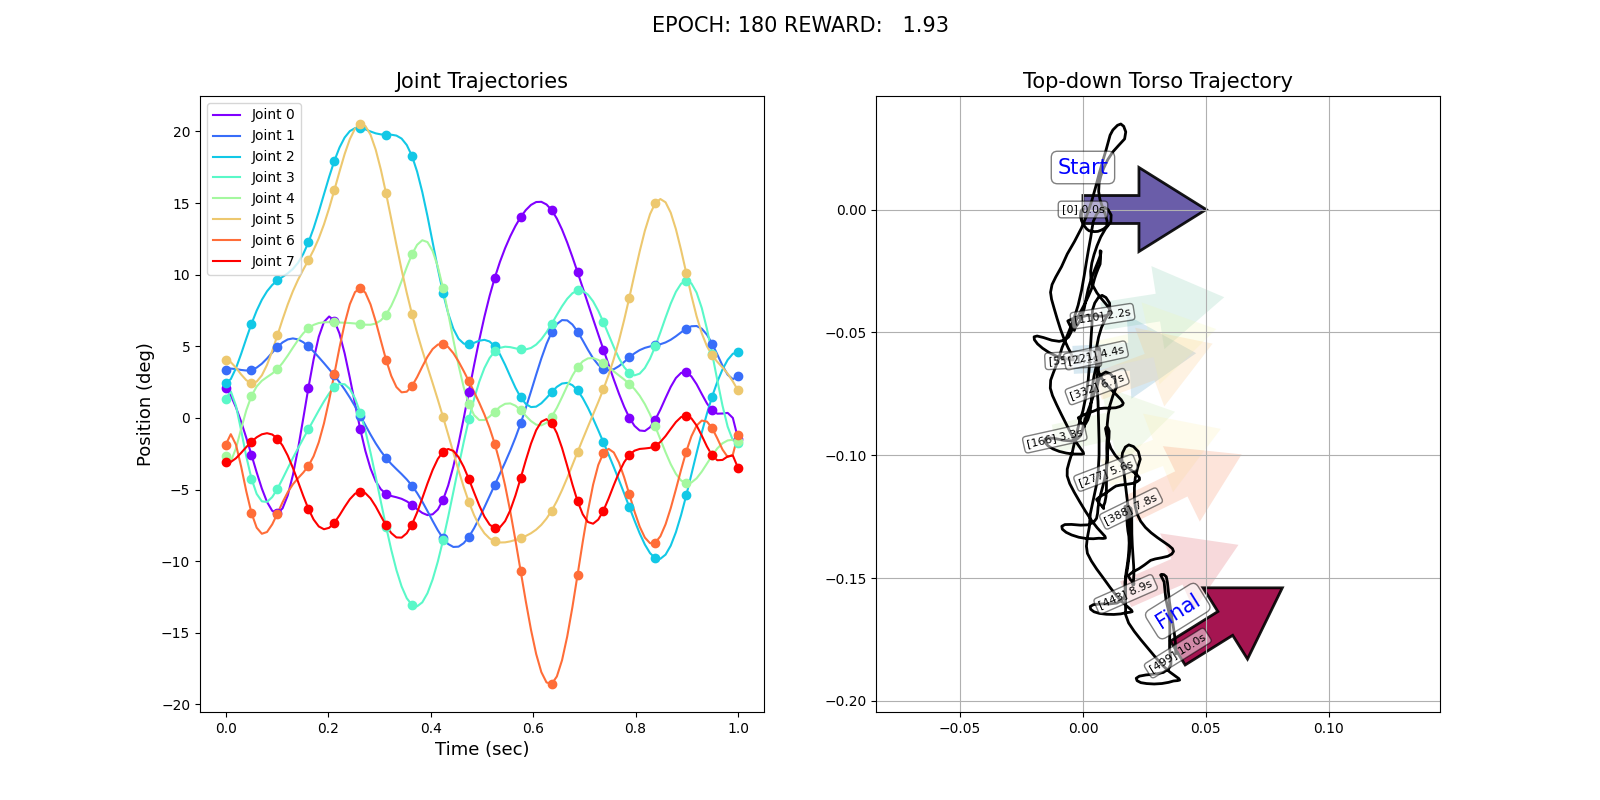 EPOCH: 180 REWARD:   1.93
Joint Trajectories
Joint 0
Joint 1
Joint 2
Joint 3
Joint 4
Joint 5
Joint 6
Joint 7
20
15
10
5
0
−5
−10
−15
−20
Position (deg)
0.0
0.2
0.4
0.6
0.8
1.0
Time (sec)
Top-down Torso Trajectory
Start
[0] 0.0s
[110] 2.2s
[221] 4.4s
[332] 6.7s
[166] 3.3s
[277] 5.6s
[388] 7.8s
[443] 8.9s
Final
[499] 10.0s
0.00
−0.05
−0.10
−0.15
−0.20
−0.05
0.00
0.05
0.10